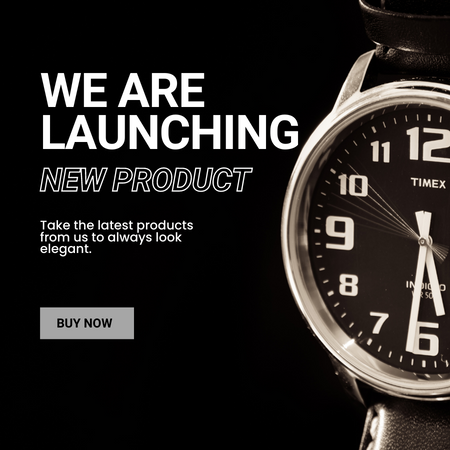 WE ARE
LAUNCHING
NEW PRODUCT
Take the latest products
from us to always look
elegant.
BUY NOW
12
11
10
9
8
7
6
TIMEX
INDIGLO